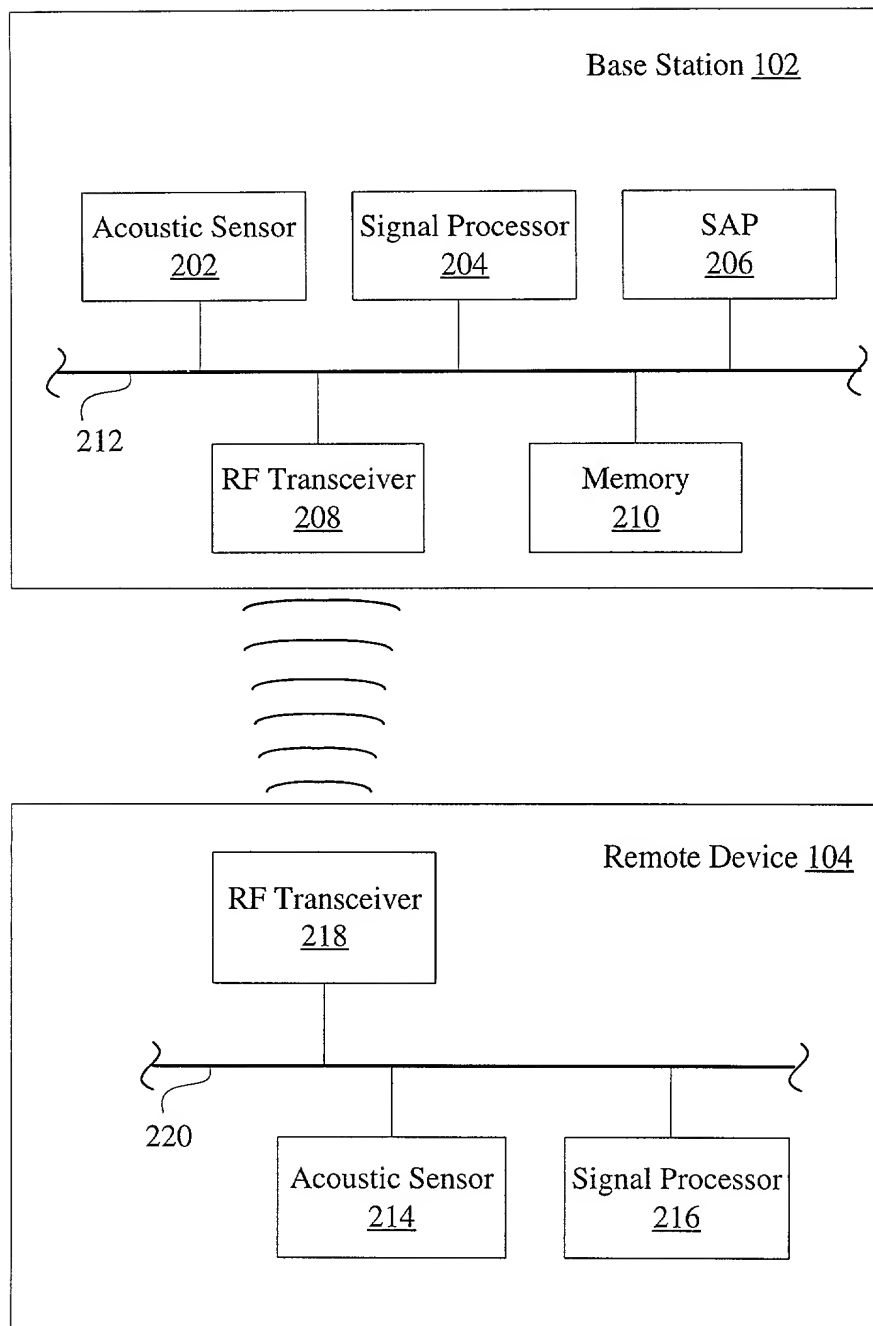 Base Station 102
Acoustic Sensor
202
Signal Processor
204
SAP
206
212
RF Transceiver
208
Memory
210
Remote Device 104
RF Transceiver
218
220
Acoustic Sensor
214
Signal Processor
216